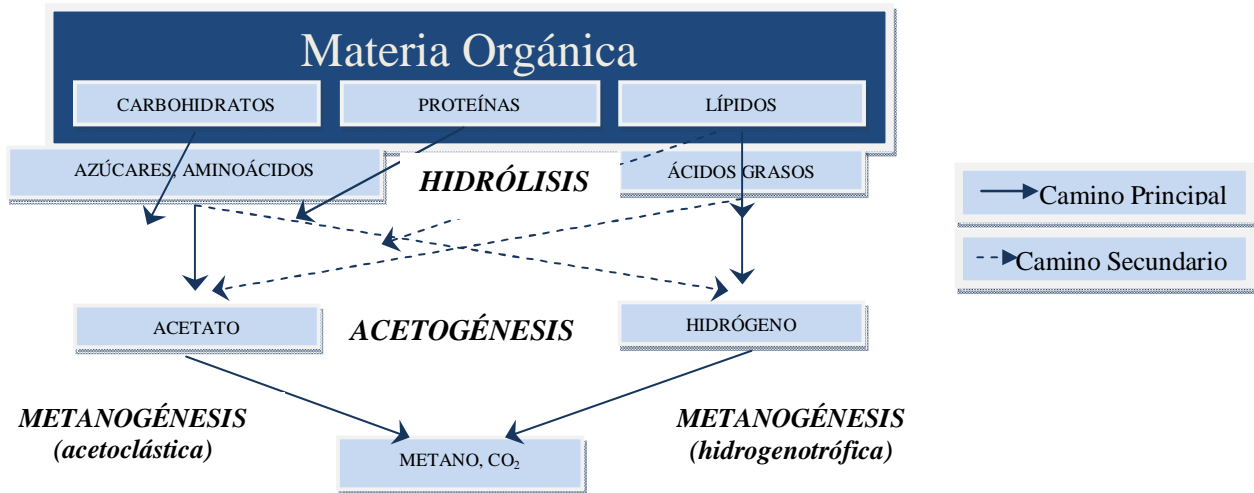 Materia Orgánica
CARBOHIDRATOS
PROTEÍNAS
LÍPIDOS
AZÚCARES, AMINOÁCIDOS
HIDRÓLISIS
ÁCIDOS GRASOS
Camino Principal
Camino Secundario
ACETATO
ACETOGÉNESIS
HIDRÓGENO
METANOGÉNESIS
(acetoclástica)
METANOGÉNESIS
(hidrogenotrófica)
METANO, CO₂